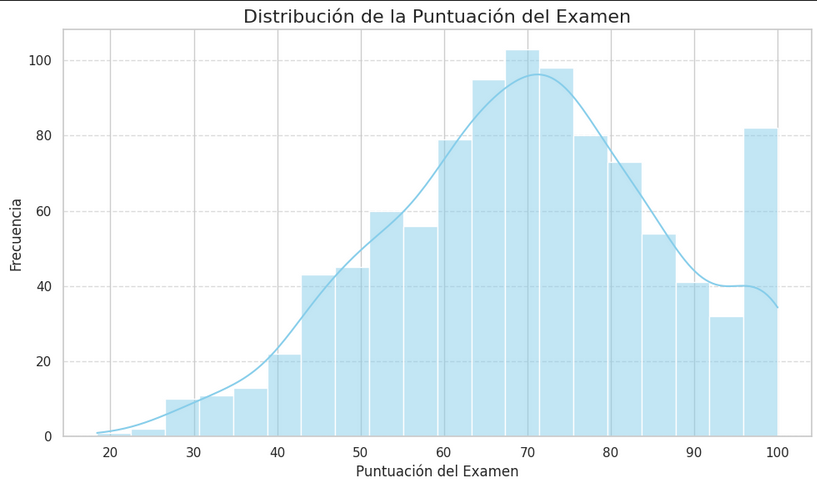 Distribución de la Puntuación del Examen
Frecuencia
100
80
60
40
20
0
20 30 40 50 60 70 80 90 100
Puntuación del Examen